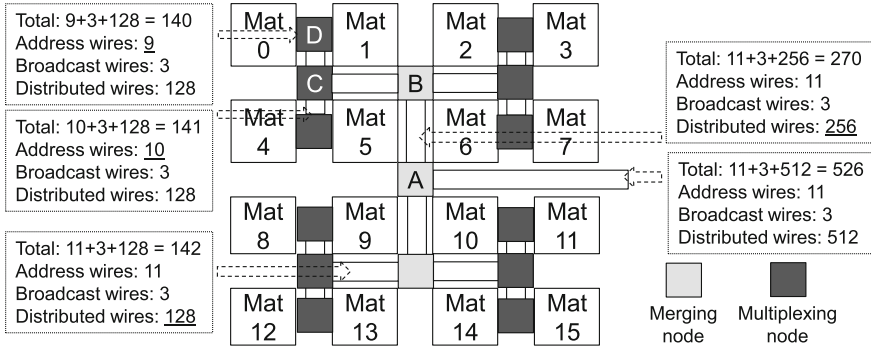 Total: 9+3+128 = 140
Address wires: 9
Broadcast wires: 3
Distributed wires: 128
Total: 10+3+128 = 141
Address wires: 10
Broadcast wires: 3
Distributed wires: 128
Total: 11+3+128 = 142
Address wires: 11
Broadcast wires: 3
Distributed wires: 128
Mat 0
D
Mat 1
Mat 2
Mat 3
C
B
Mat 4
Mat 5
Mat 6
Mat 7
A
Mat 8
Mat 9
Mat 10
Mat 11
Mat 12
Mat 13
Mat 14
Mat 15
Total: 11+3+256 = 270
Address wires: 11
Broadcast wires: 3
Distributed wires: 256
Total: 11+3+512 = 526
Address wires: 11
Broadcast wires: 3
Distributed wires: 512
Merging
node
Multiplexing
node